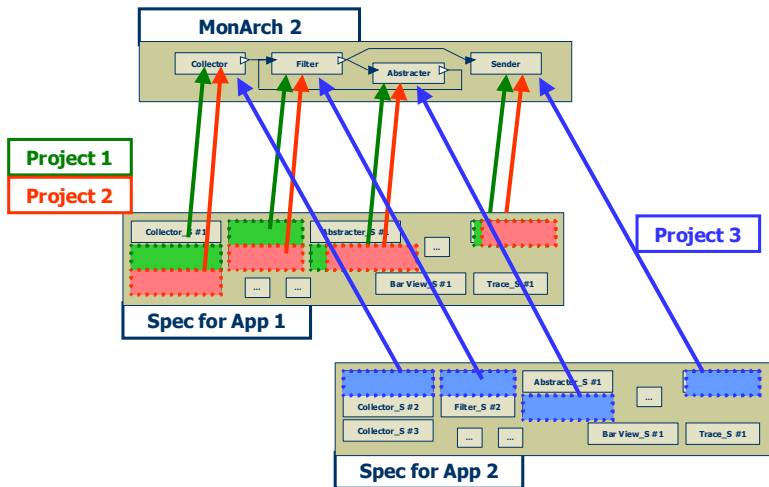 MonArch 2
Collector
Filter
Abstracter
Sender
Project 1
Project 2
Project 3
Collector_S #1
Abstracter_S #1
...
... ...
Bar View_S #1
Trace_S #1
Spec for App 1
Abstracter_S #1
...
Collector_S #2
Filter_S #2
Collector_S #3
... ...
Bar View_S #1
Trace_S #1
Spec for App 2